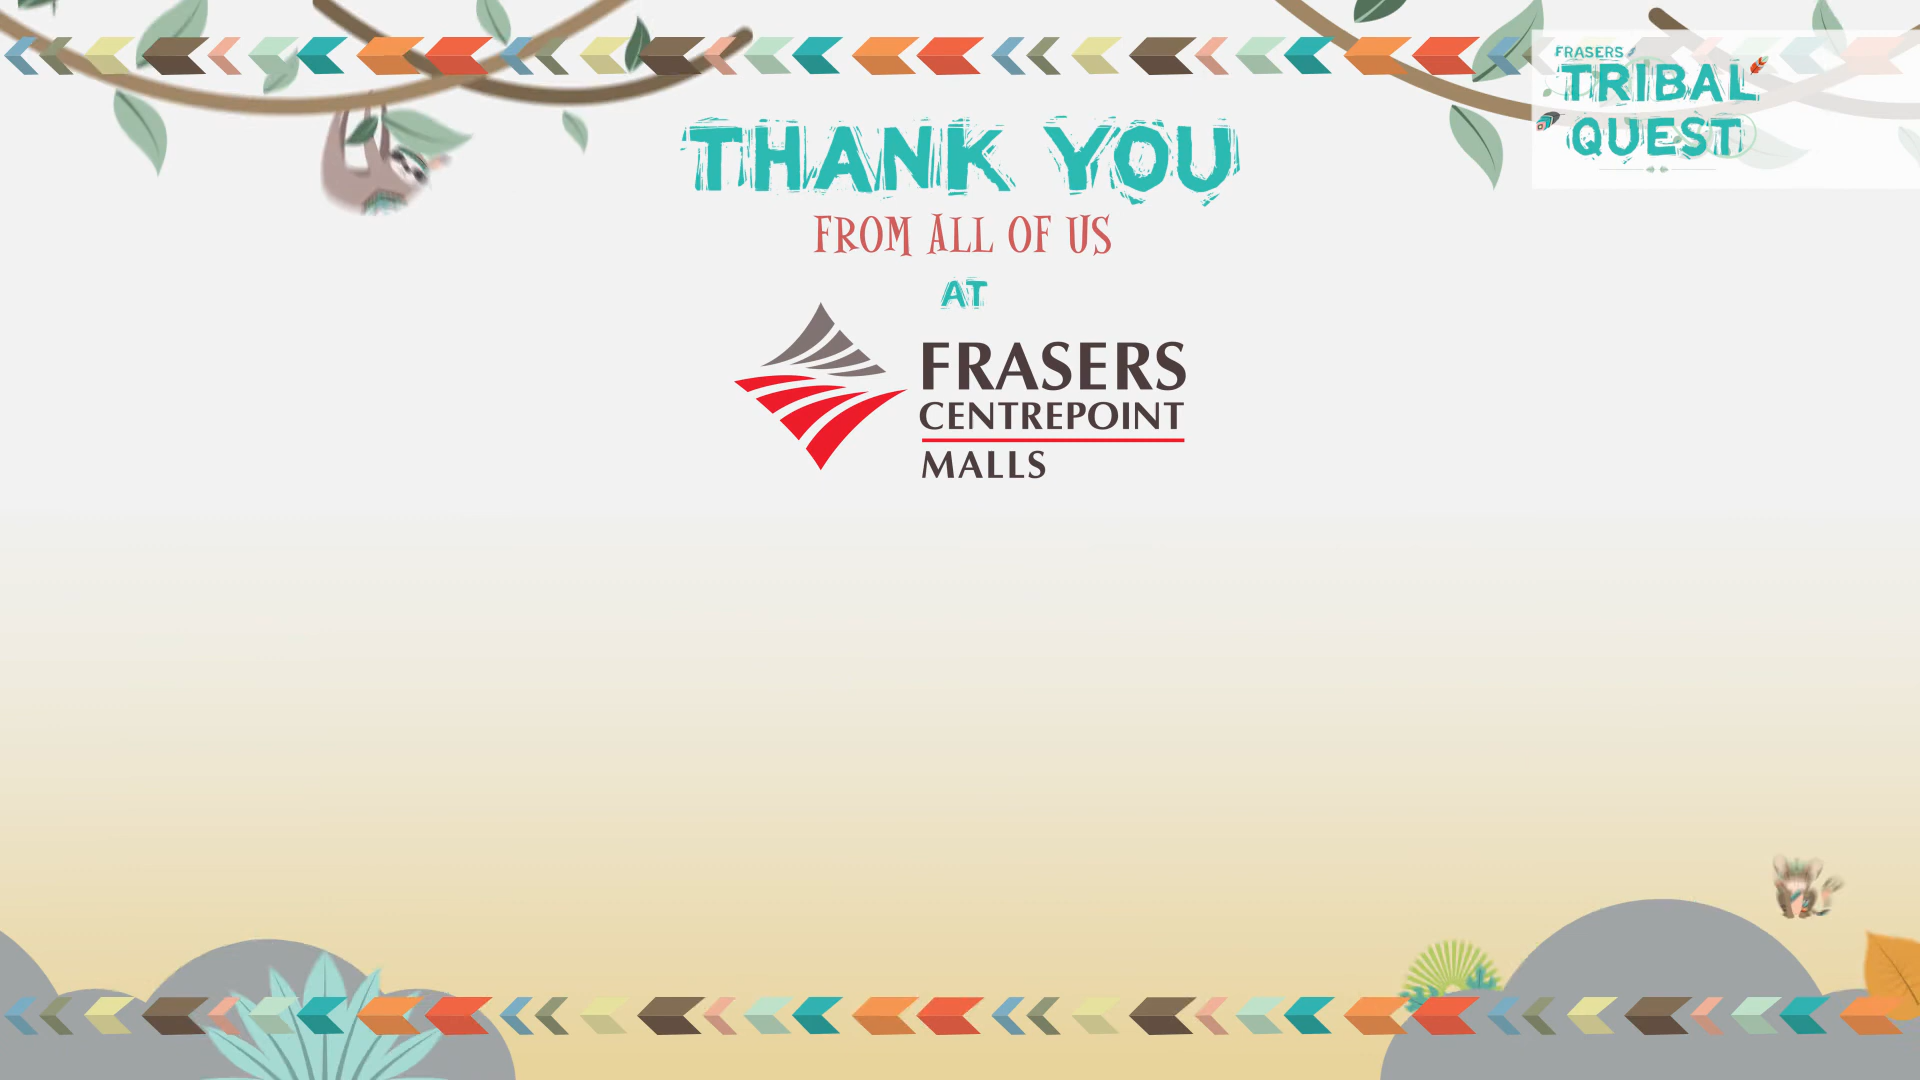 THANK YOU
FROM ALL OF US
AT
FRASERS
CENTREPOINT
MALLS
FRASERS
TRIBAL
QUEST